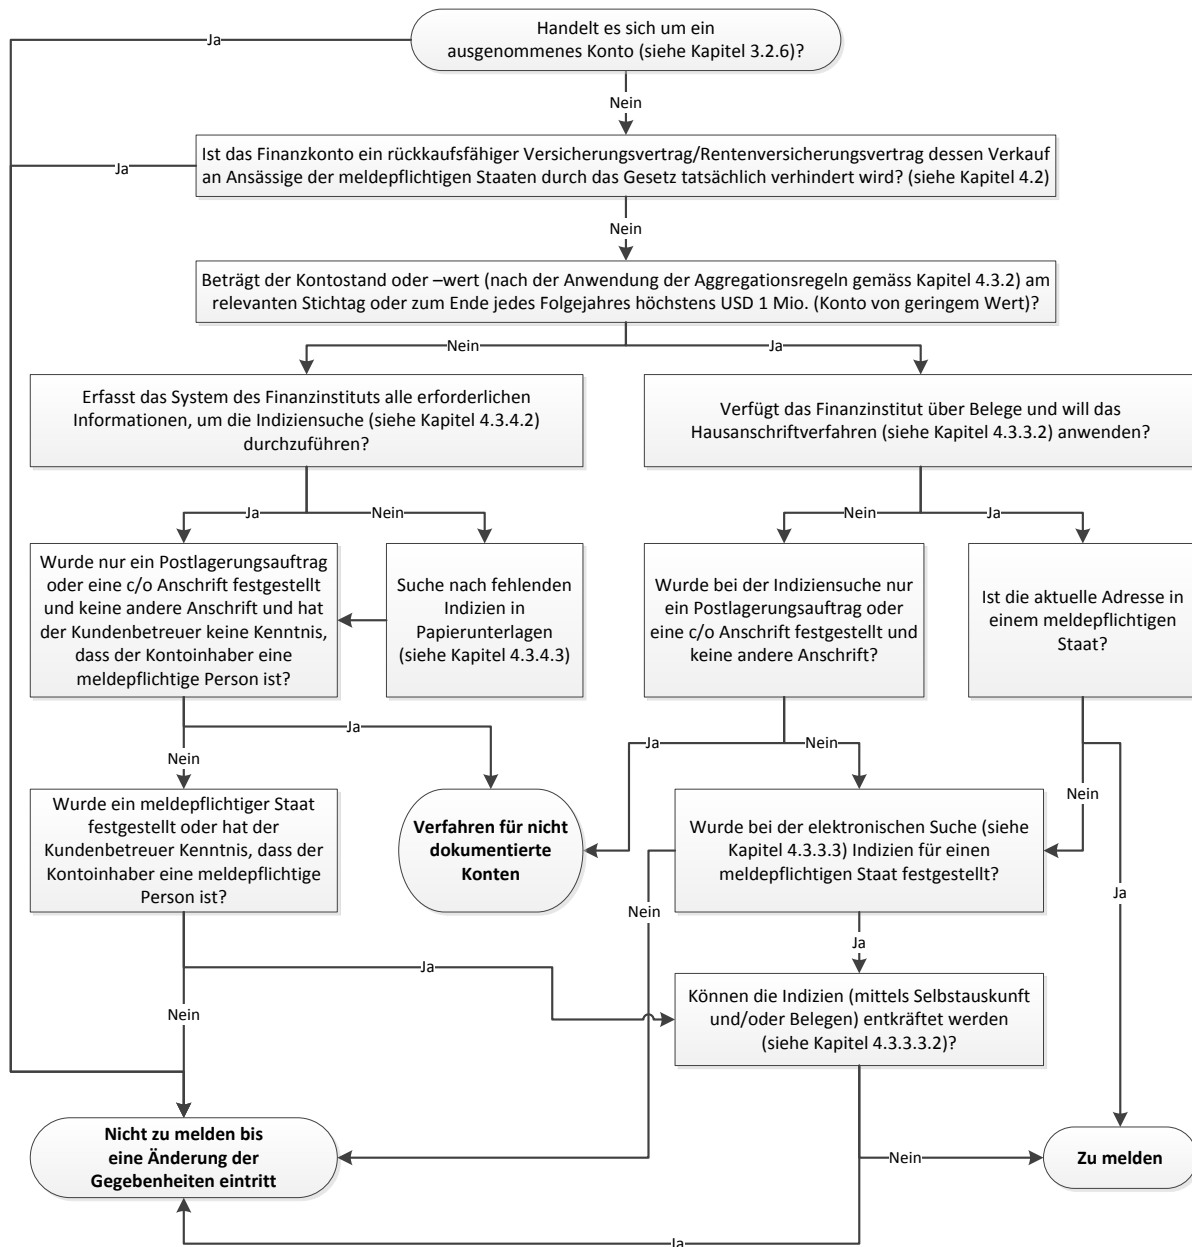 Ja
Handelt es sich um ein
ausgenommenes Konto (siehe Kapitel 3.2.6)?
Nein
Ja
Ist das Finanzkonto ein rückkaufsfähiger Versicherungsvertrag/Rentenversicherungsvertrag dessen Verkauf
an Ansässige der meldepflichtigen Staaten durch das Gesetz tatsächlich verhindert wird? (siehe Kapitel 4.2)
Nein
Beträgt der Kontostand oder –wert (nach der Anwendung der Aggregationsregeln gemäss Kapitel 4.3.2) am
relevanten Stichtag oder zum Ende jedes Folgejahres höchstens USD 1 Mio. (Konto von geringem Wert)?
Nein
Ja
Erfasst das System des Finanzinstituts alle erforderlichen
Informationen, um die Indiziensuche (siehe Kapitel 4.3.4.2)
durchzuführen?
Verfügt das Finanzinstitut über Belege und will das
Hausanschriftverfahren (siehe Kapitel 4.3.3.2) anwenden?
Ja
Nein
Nein
Ja
Wurde nur ein Postlagerungsauftrag
oder eine c/o Anschrift festgestellt
und keine andere Anschrift und hat
der Kundenbetreuer keine Kenntnis,
dass der Kontoinhaber eine
meldepflichtige Person ist?
Suche nach fehlenden
Indizien in
Papierunterlagen
(siehe Kapitel 4.3.4.3)
Wurde bei der Indiziensuche nur
ein Postlagerungsauftrag oder
eine c/o Anschrift festgestellt und
keine andere Anschrift?
Ist die aktuelle Adresse in
einem meldepflichtigen
Staat?
Ja
Nein
Ja
Nein
Nein
Ja
Wurde ein meldepflichtiger Staat
festgestellt oder hat der
Kundenbetreuer Kenntnis, dass der
Kontoinhaber eine meldepflichtige
Person ist?
Verfahren für nicht
dokumentierte
Konten
Wurde bei der elektronischen Suche (siehe
Kapitel 4.3.3.3) Indizien für einen
meldepflichtigen Staat festgestellt?
Nein
Ja
Ja
Nein
Können die Indizien (mittels Selbstauskunft
und/oder Belegen) entkräftet werden
(siehe Kapitel 4.3.3.3.2)?
Nicht zu melden bis
eine Änderung der
Gegebenheiten eintritt
Nein
Zu melden
Ja